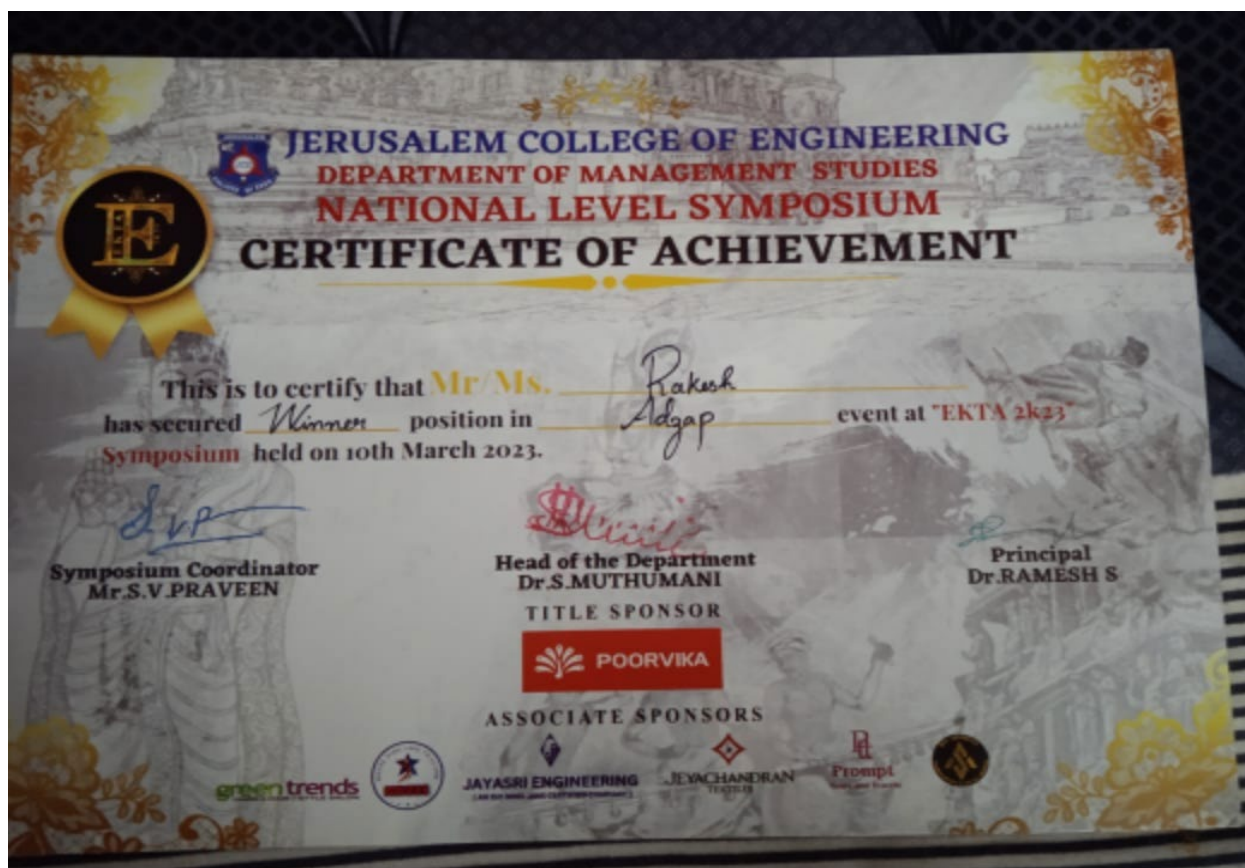 JERUSALEM COLLEGE OF ENGINEERING
DEPARTMENT OF MANAGEMENT STUDIES
NATIONAL LEVEL SYMPOSIUM
CERTIFICATE OF ACHIEVEMENT
EKTA
E
This is to certify that Mr/Ms. Rakesh
has secured Winner position in Adzap event at "EKTA 2k23"
Symposium held on 10th March 2023.
S.V.P
Symposium Coordinator
Mr.S.V.PRAVEEN
Head of the Department
Dr.S.MUTHUMANI
Principal
Dr.RAMESH S
TITLE SPONSOR
POORVIKA
ASSOCIATE SPONSORS
green trends
JAYASRI ENGINEERING
JEYACHANDRAN
TEXTILES
Prompt